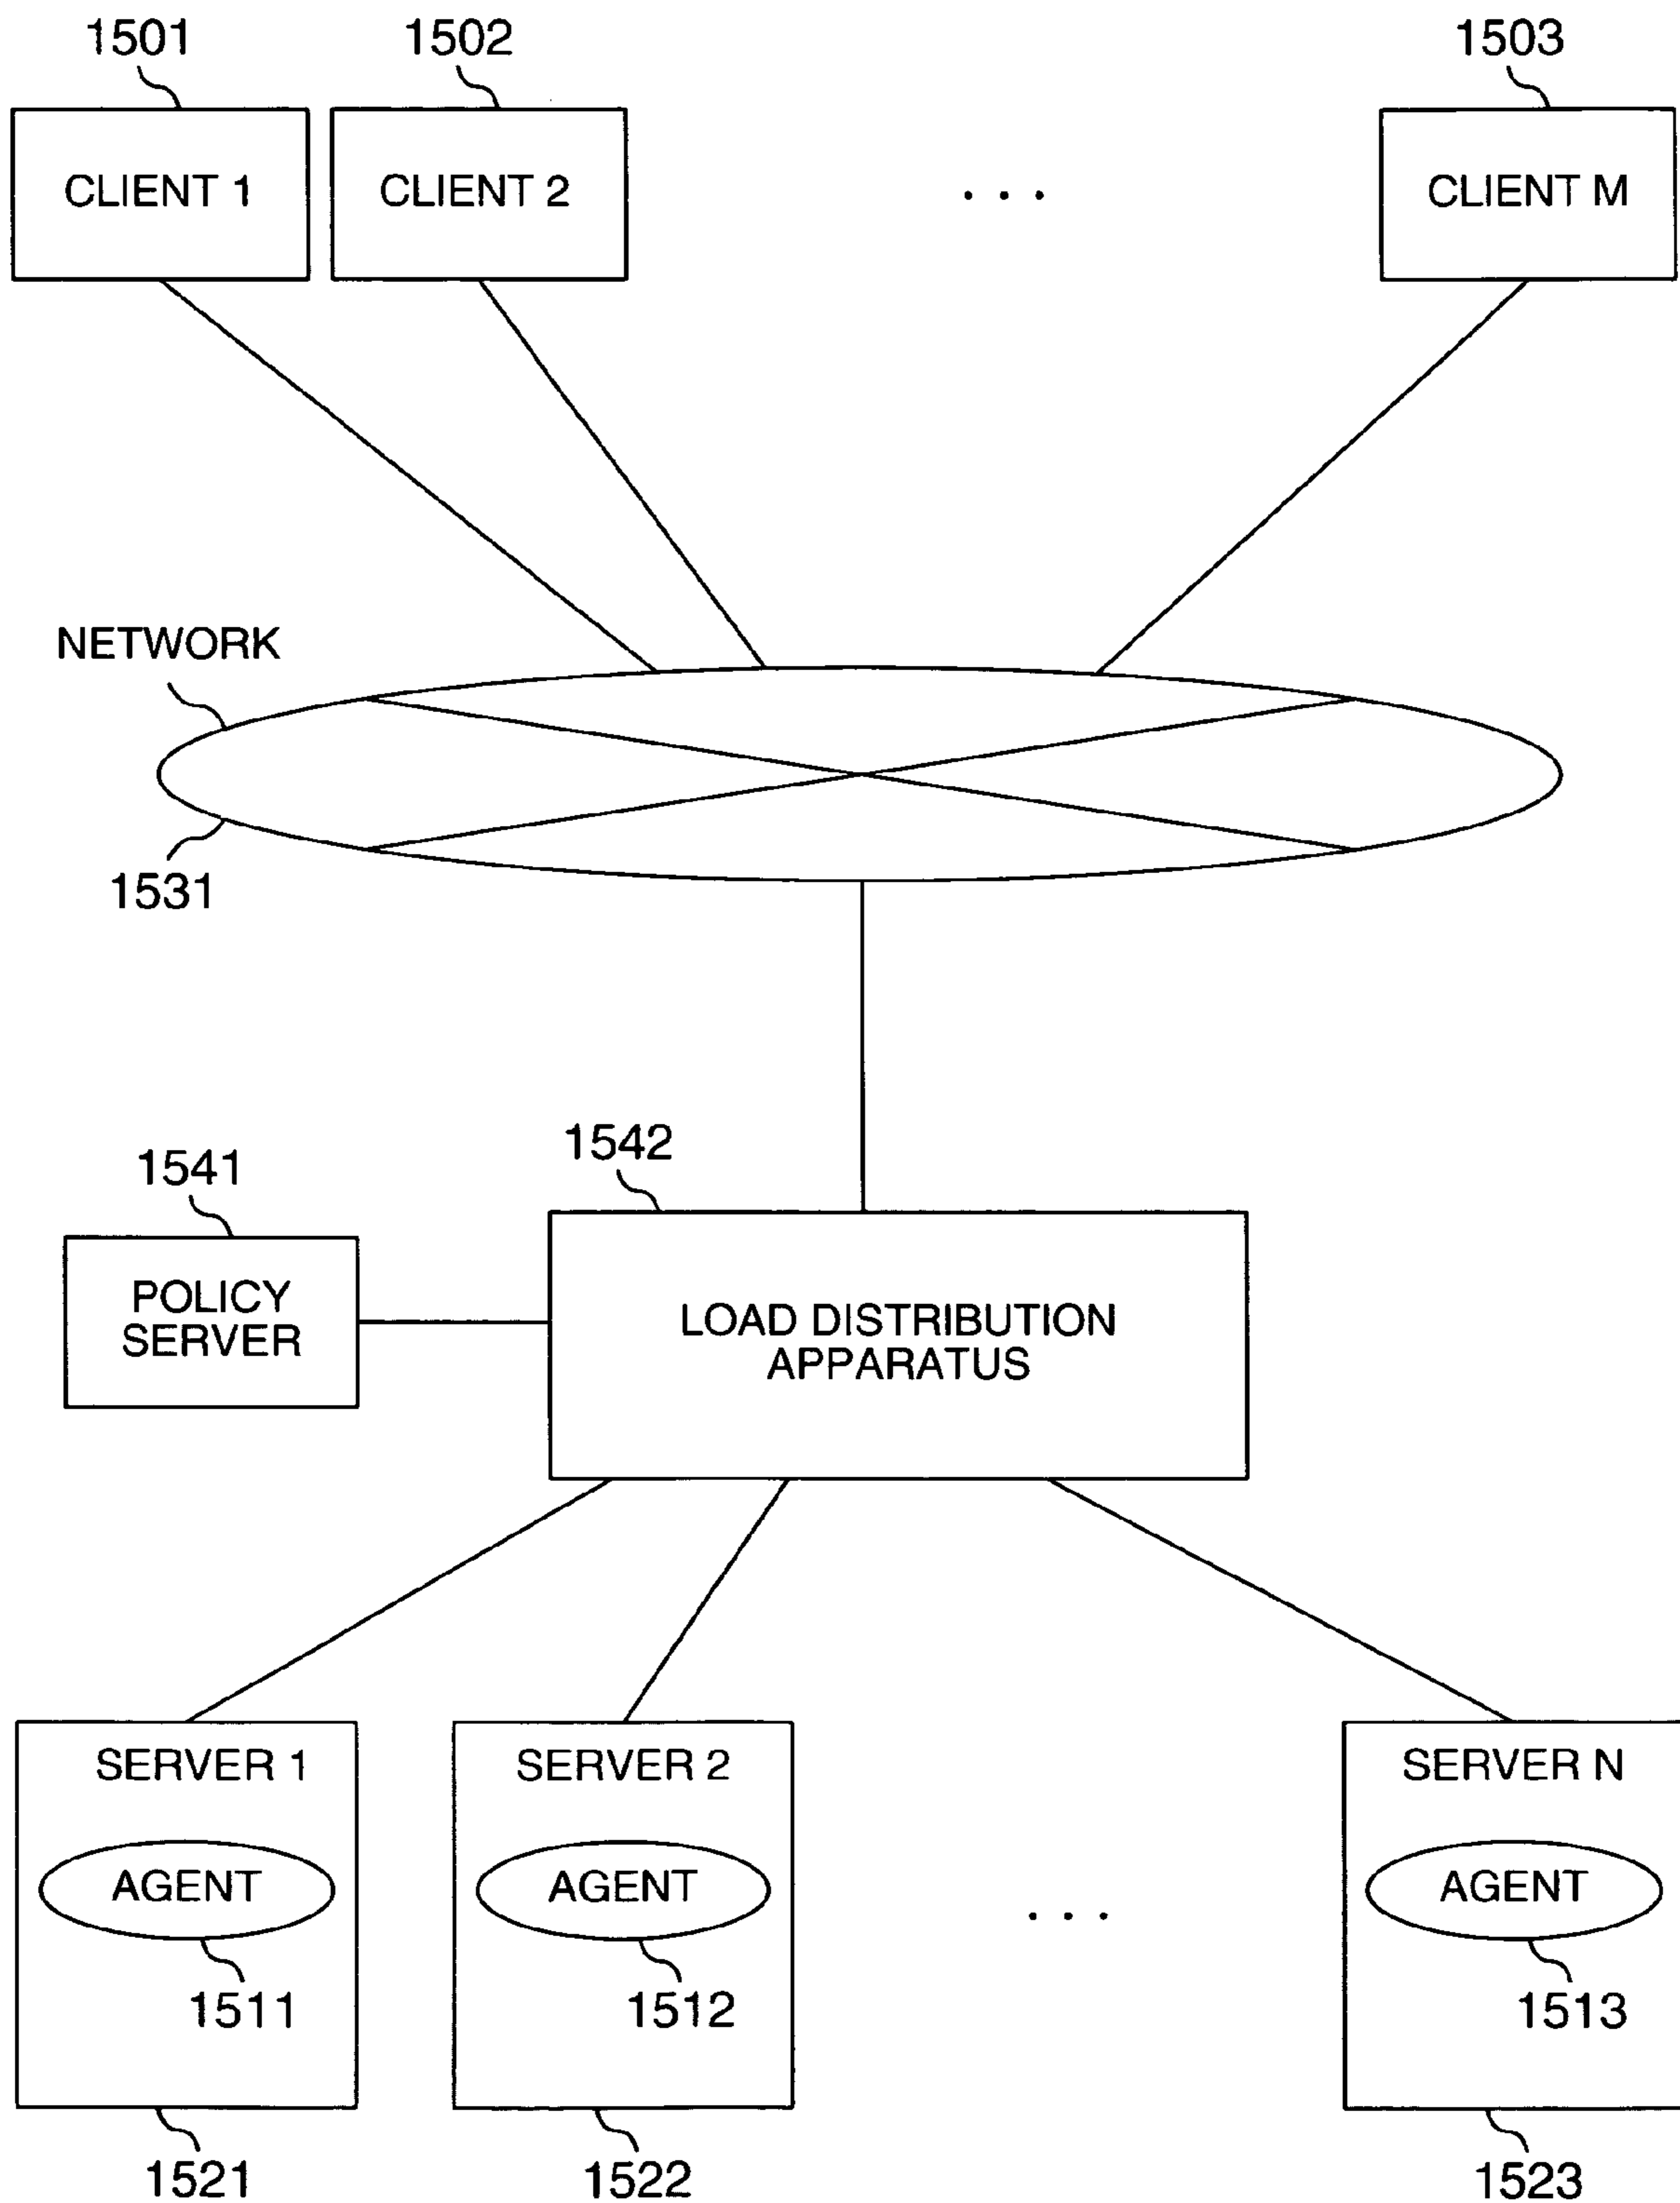 1501
1502
1503
CLIENT 1
CLIENT 2
. . .
CLIENT M
NETWORK
1531
1541
1542
POLICY
SERVER
LOAD DISTRIBUTION
APPARATUS
SERVER 1
SERVER 2
SERVER N
AGENT
AGENT
. . .
AGENT
1511
1512
1513
1521
1522
1523